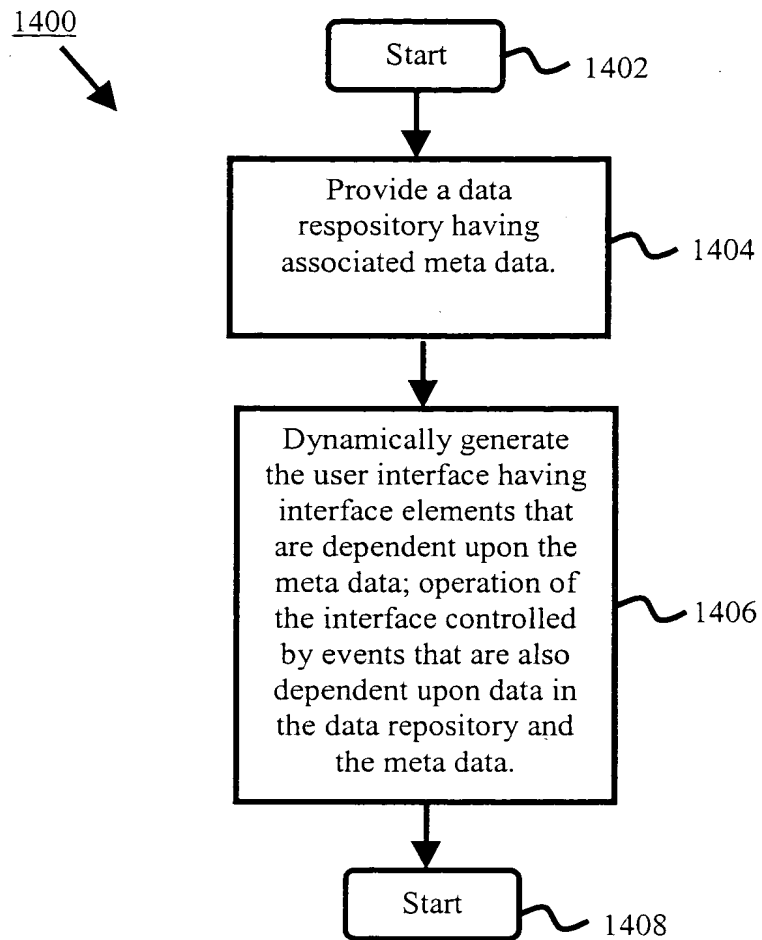 1400
Start
1402
Provide a data
respository having
associated meta data.
1404
Dynamically generate
the user interface having
interface elements that
are dependent upon the
meta data; operation of
the interface controlled
by events that are also
dependent upon data in
the data repository and
the meta data.
1406
Start
1408